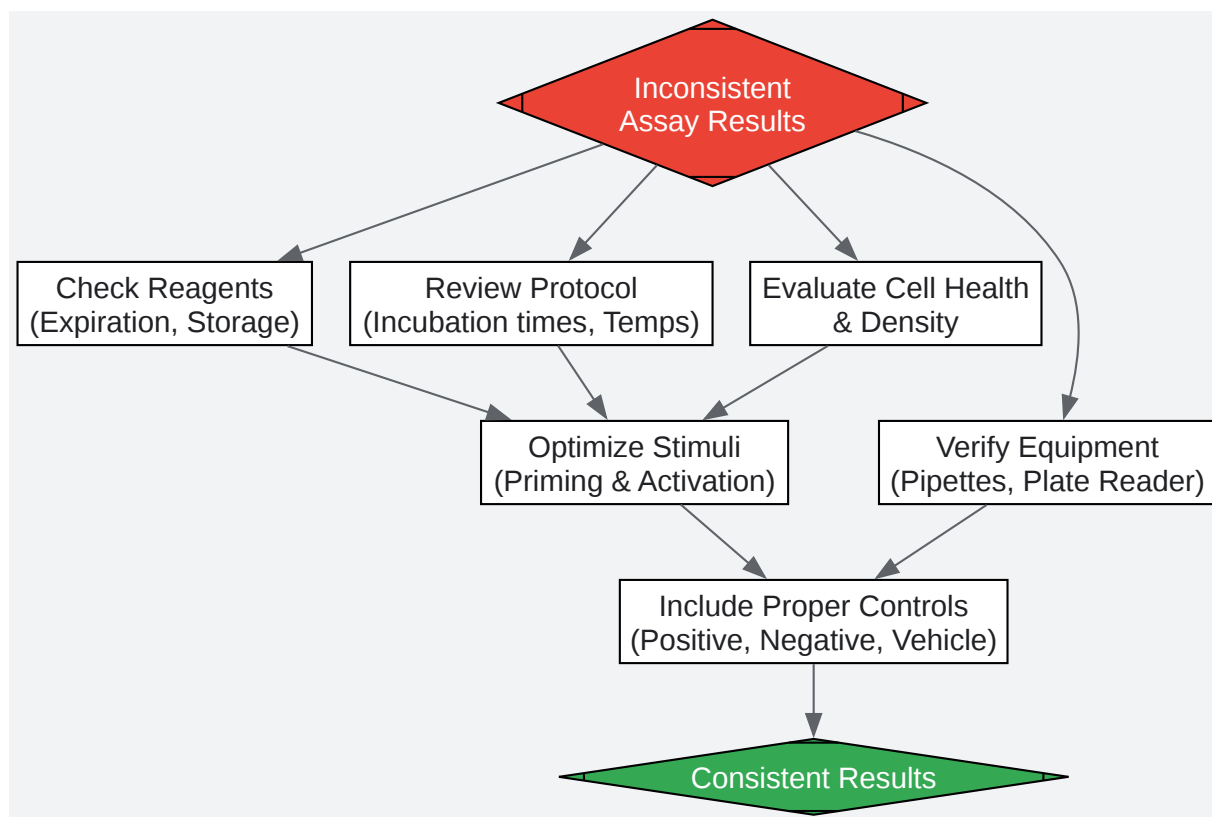 Inconsistent
Assay Results
Check Reagents
(Expiration, Storage)
Review Protocol
(Incubation times, Temps)
Evaluate Cell Health
& Density
Optimize Stimuli
(Priming & Activation)
Verify Equipment
(Pipettes, Plate Reader)
Include Proper Controls
(Positive, Negative, Vehicle)
Consistent Results